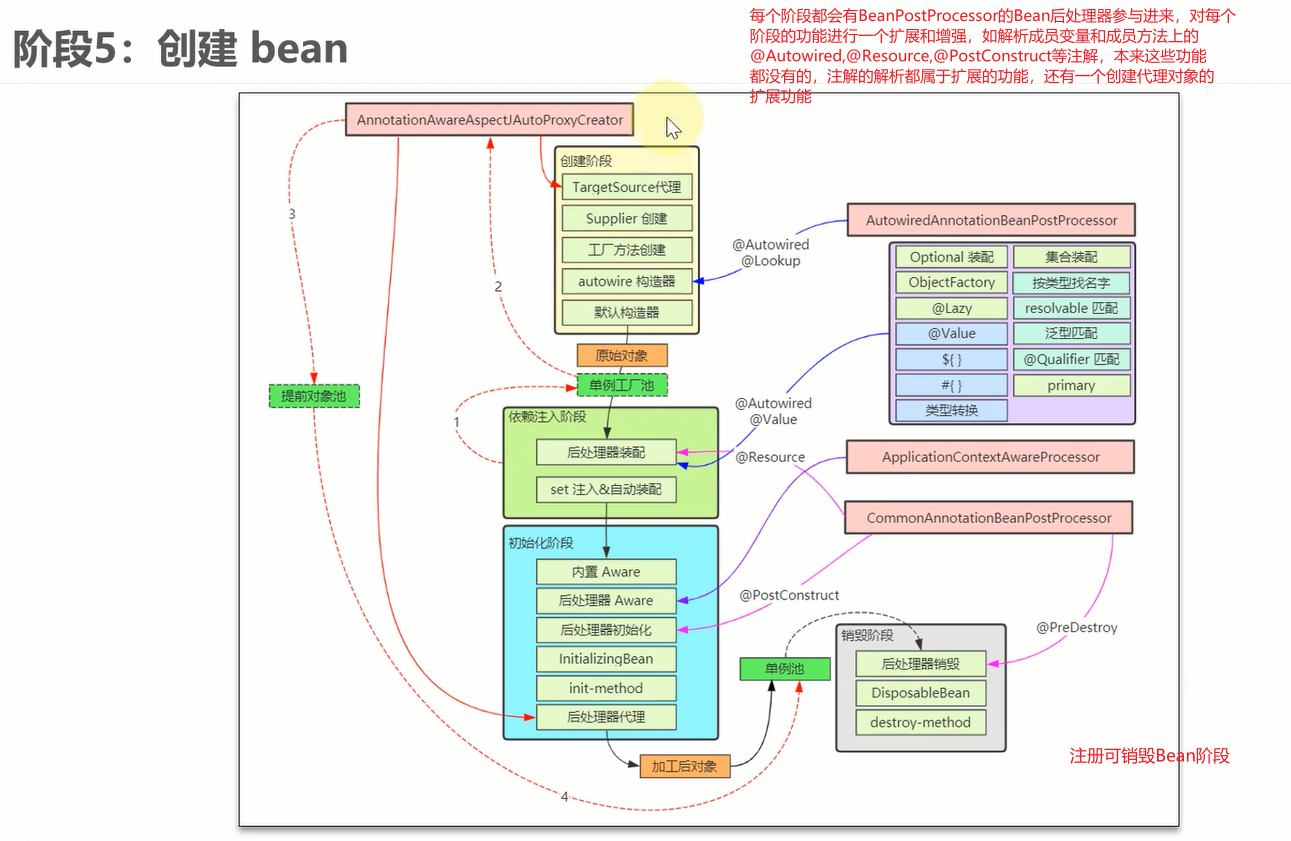 阶段5：创建 bean
每个阶段都会有BeanPostProcessor的Bean后处理器参与进来，对每个
阶段的功能进行一个扩展和增强，如解析成员变量和成员方法上的
@Autowired,@Resource,@PostConstruct等注解，本来这些功能
都没有的，注解的解析都属于扩展的功能，还有一个创建代理对象的
扩展功能
AnnotationAwareAspectJAutoProxyCreator
创建阶段
TargetSource代理
Supplier 创建
工厂方法创建
autowire 构造器
默认构造器
3
2
@Autowired
@Lookup
AutowiredAnnotationBeanPostProcessor
Optional 装配
集合装配
ObjectFactory
按类型找名字
@Lazy
resolvable 匹配
@Value
泛型匹配
${ }
@Qualifier 匹配
#{ }
primary
类型转换
原始对象
单例工厂池
提前对象池
1
依赖注入阶段
后处理器装配
set 注入&自动装配
@Autowired
@Value
@Resource
ApplicationContextAwareProcessor
CommonAnnotationBeanPostProcessor
初始化阶段
内置 Aware
后处理器 Aware
后处理器初始化
InitializingBean
init-method
后处理器代理
@PostConstruct
@PreDestroy
单例池
销毁阶段
后处理器销毁
DisposableBean
destroy-method
加工后对象
4
注册可销毁Bean阶段